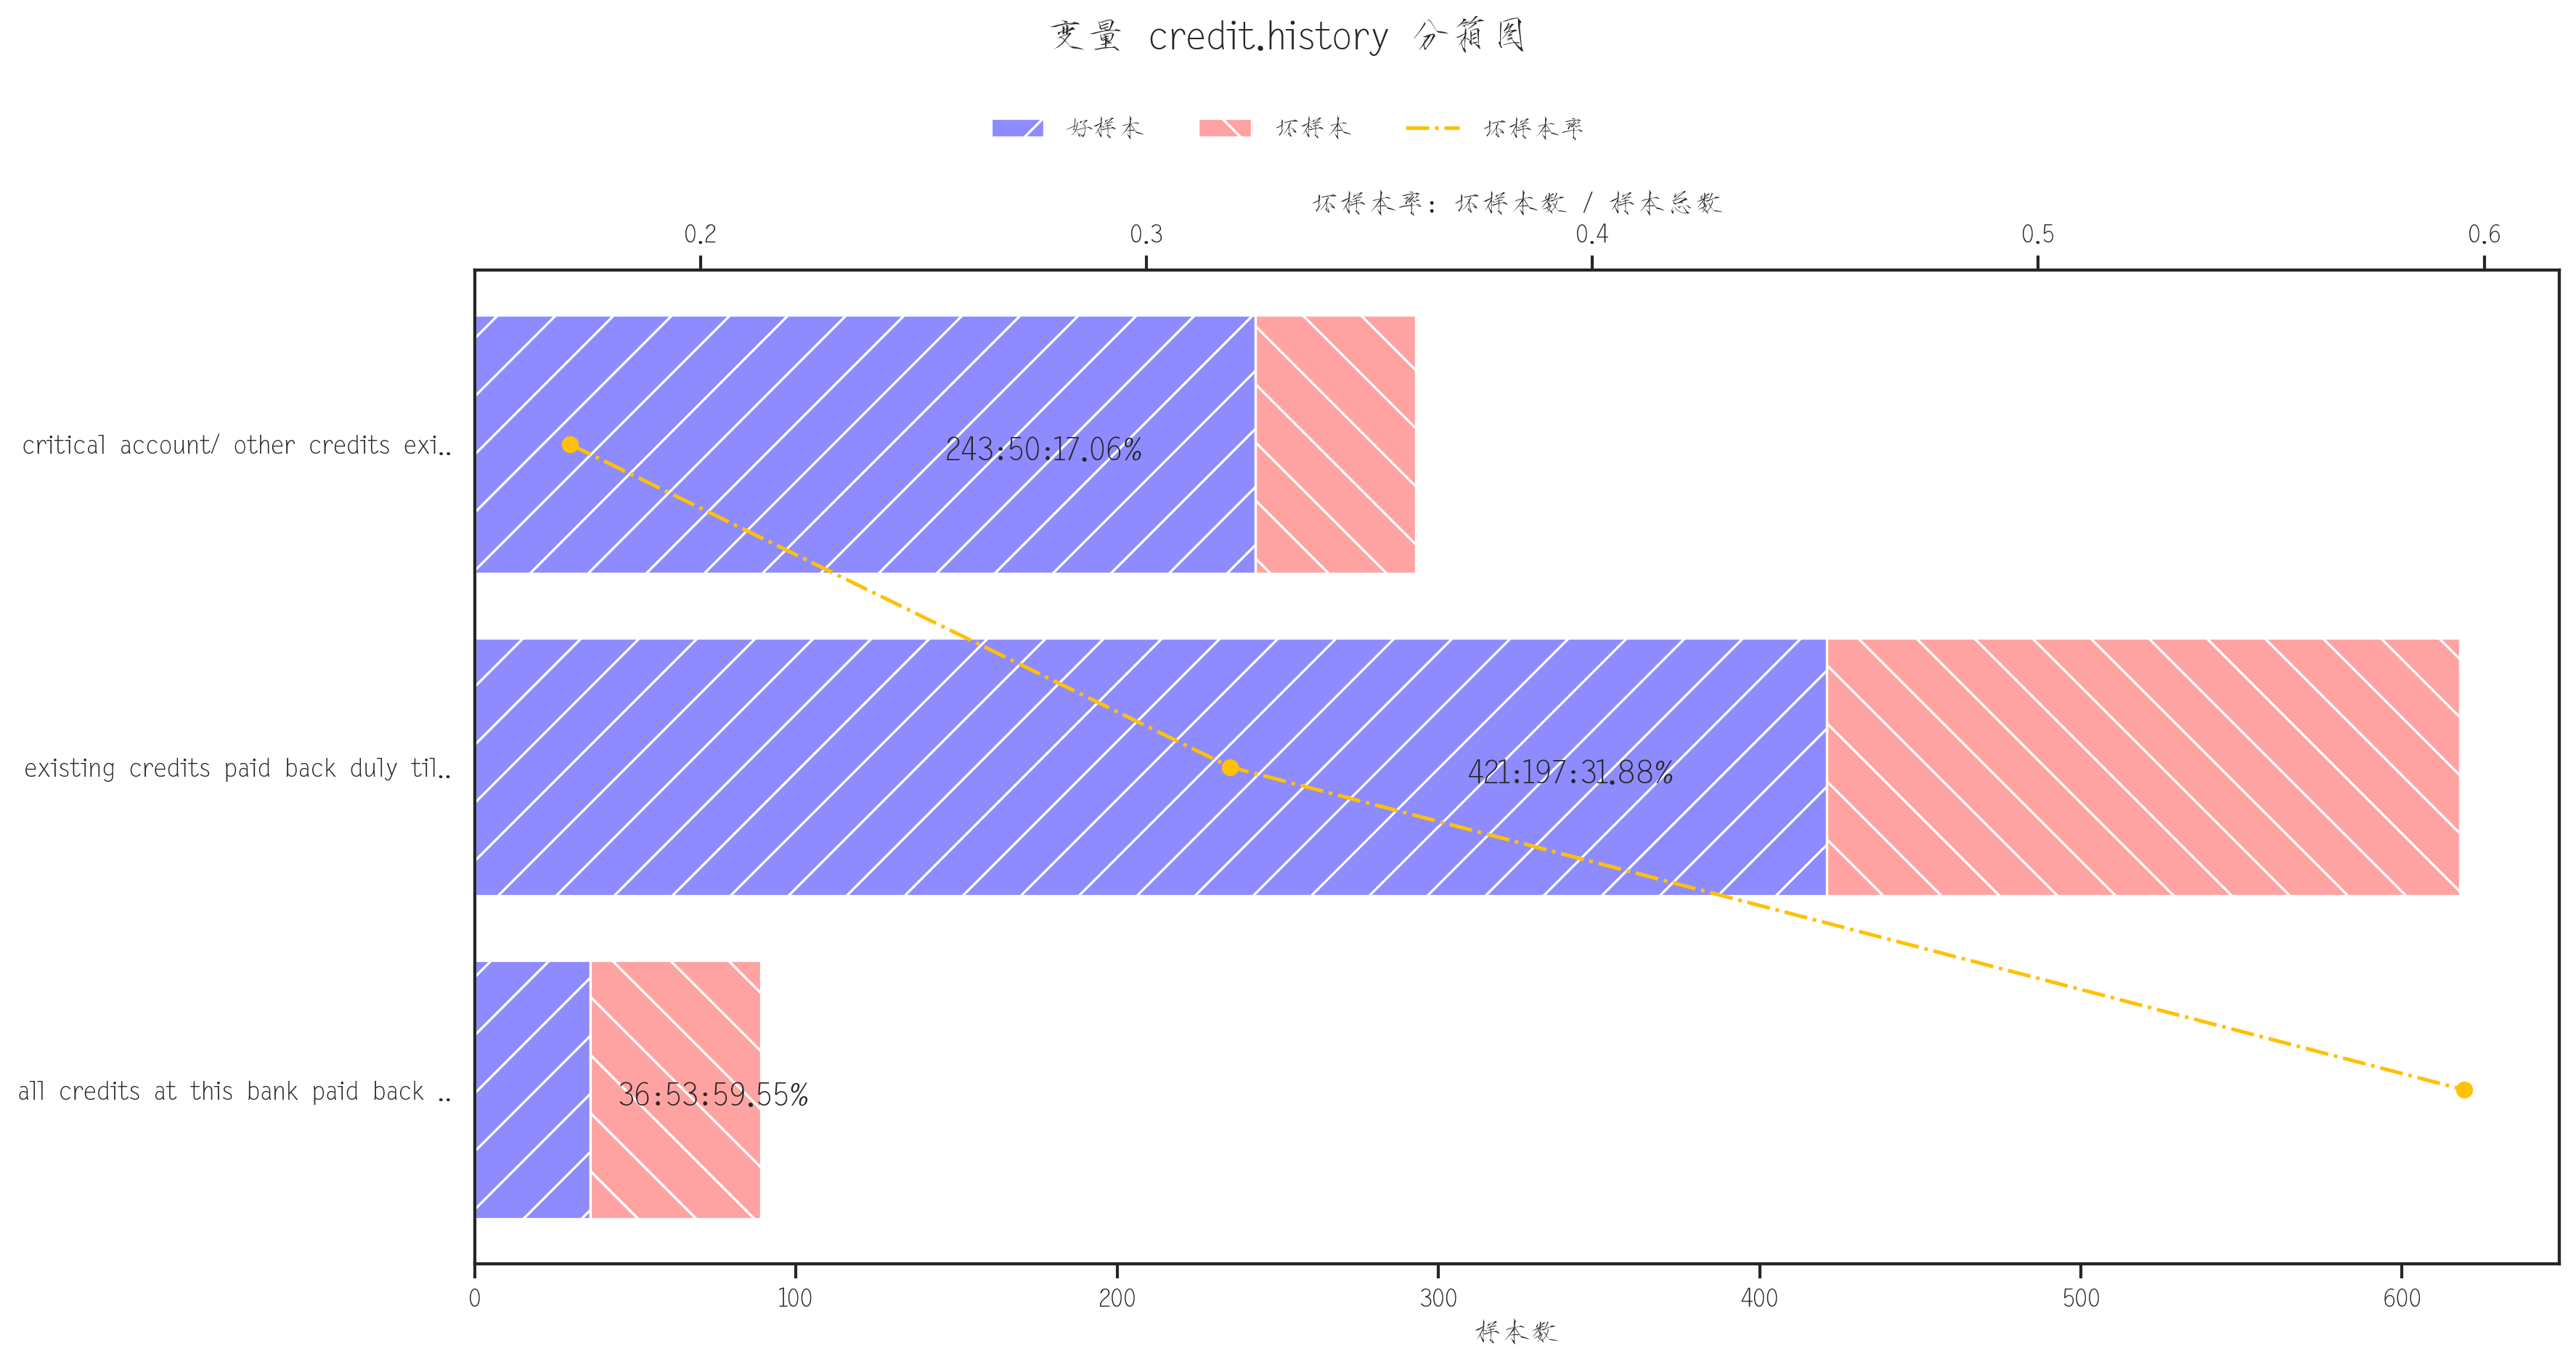 变量 credit.history 分箱图
好样本 坏样本 坏样本率
坏样本率: 坏样本数 / 样本总数
0.2 0.3 0.4 0.5 0.6
critical account/ other credits exi..
243:50:17.06%
existing credits paid back duly til..
421:197:31.88%
all credits at this bank paid back ..
36:53:59.55%
0 100 200 300 400 500 600
样本数